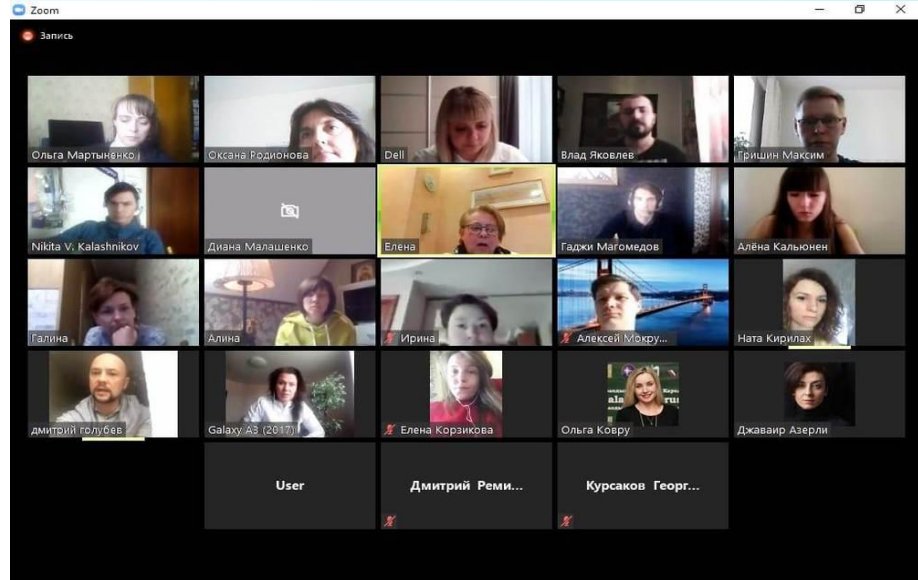 Zoom
Запись
Ольга Мартыненко
Оксана Родионова
Dell
Влад Яковлев
Гришин Максим
Nikita V. Kalashnikov
Диана Малашенко
Елена
Гаджи Магомедов
Алёна Кальюнен
Галина
Алина
Ирина
Алексей Мокру...
Ната Кирилах
дмитрий голубев
Galaxy A3 (2017)
Елена Корзикова
Ольга Ковру
Джаваир Азерли
User
Дмитрий Реми...
Курсаков Георг...